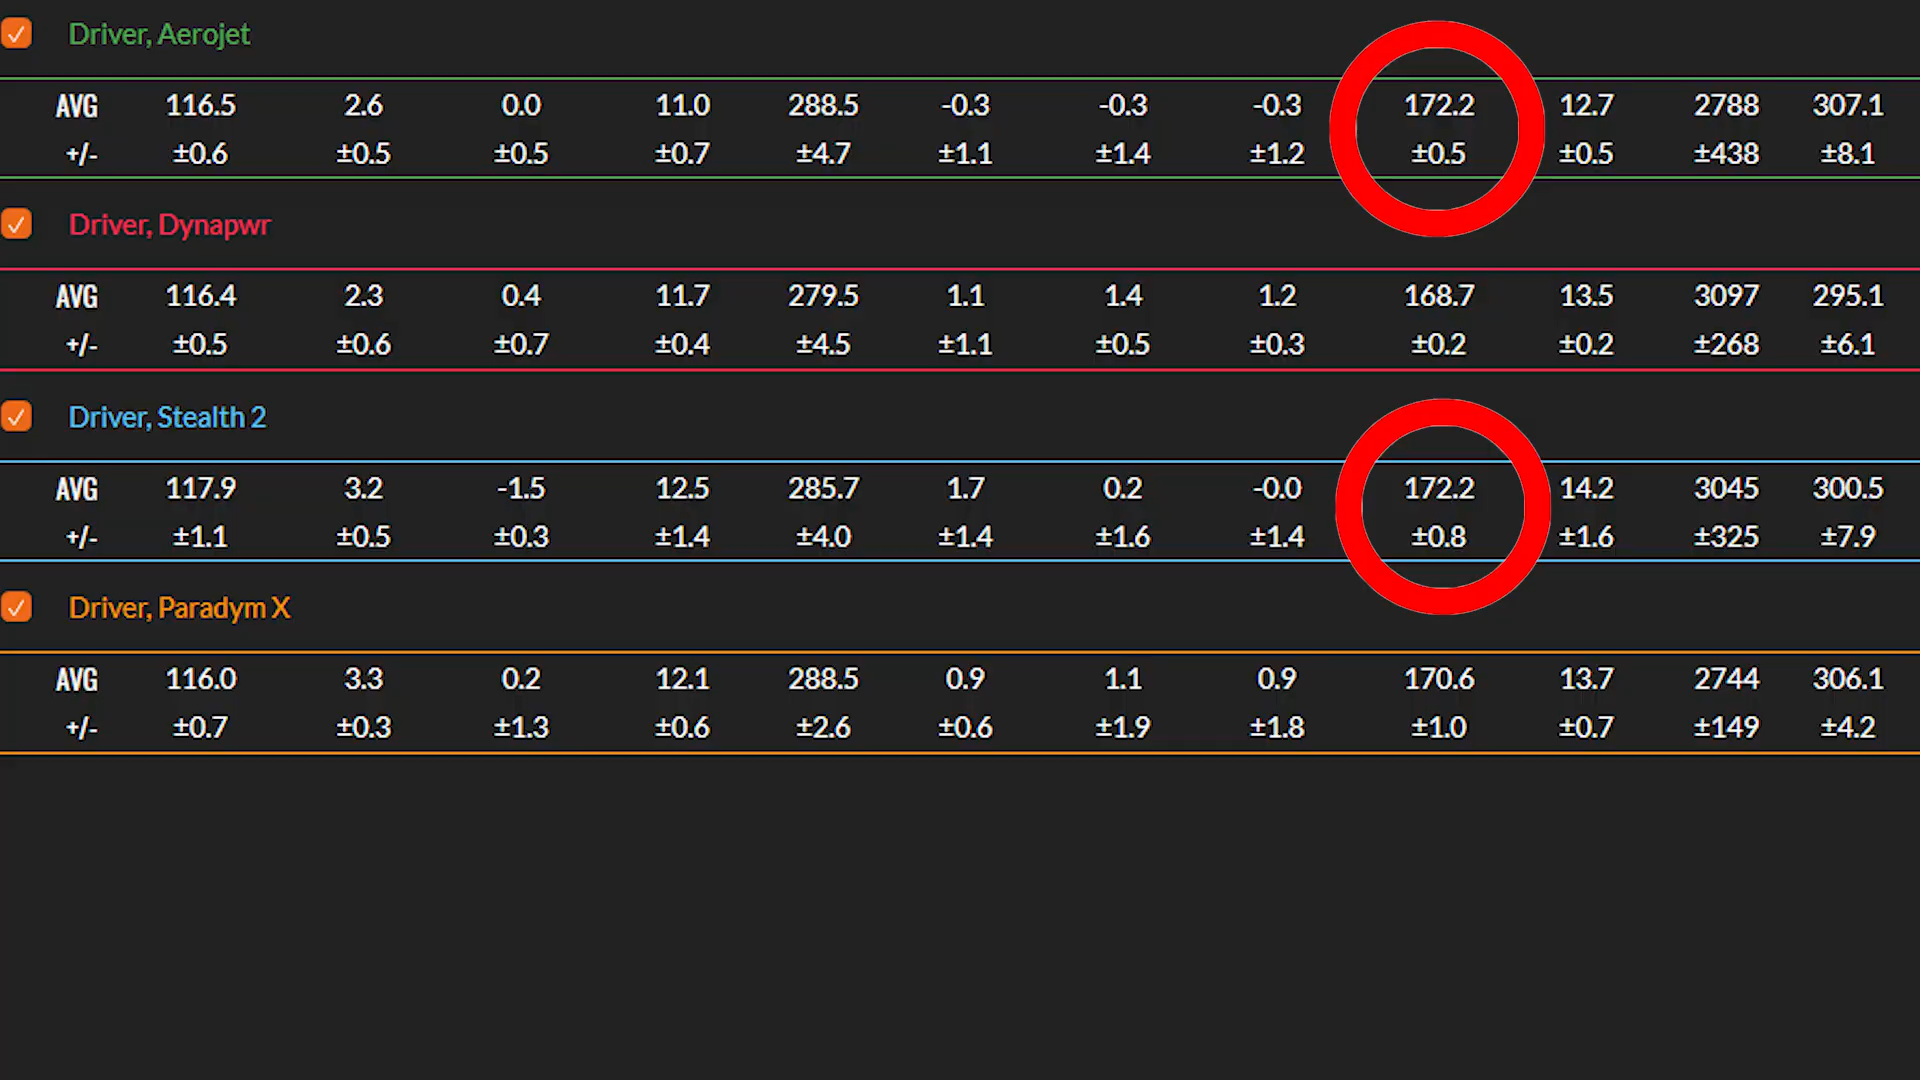 Driver, Aerojet
AVG 116.5 2.6 0.0 11.0 288.5 -0.3 -0.3 -0.3 172.2 12.7 2788 307.1
+/- ±0.6 ±0.5 ±0.5 ±0.7 ±4.7 ±1.1 ±1.4 ±1.2 ±0.5 ±0.5 ±438 ±8.1
Driver, Dynapwr
AVG 116.4 2.3 0.4 11.7 279.5 1.1 1.4 1.2 168.7 13.5 3097 295.1
+/- ±0.5 ±0.6 ±0.7 ±0.4 ±4.5 ±1.1 ±0.5 ±0.3 ±0.2 ±0.2 ±268 ±6.1
Driver, Stealth 2
AVG 117.9 3.2 -1.5 12.5 285.7 1.7 0.2 -0.0 172.2 14.2 3045 300.5
+/- ±1.1 ±0.5 ±0.3 ±1.4 ±4.0 ±1.4 ±1.6 ±1.4 ±0.8 ±1.6 ±325 ±7.9
Driver, Paradym X
AVG 116.0 3.3 0.2 12.1 288.5 0.9 1.1 0.9 170.6 13.7 2744 306.1
+/- ±0.7 ±0.3 ±1.3 ±0.6 ±2.6 ±0.6 ±1.9 ±1.8 ±1.0 ±0.7 ±149 ±4.2